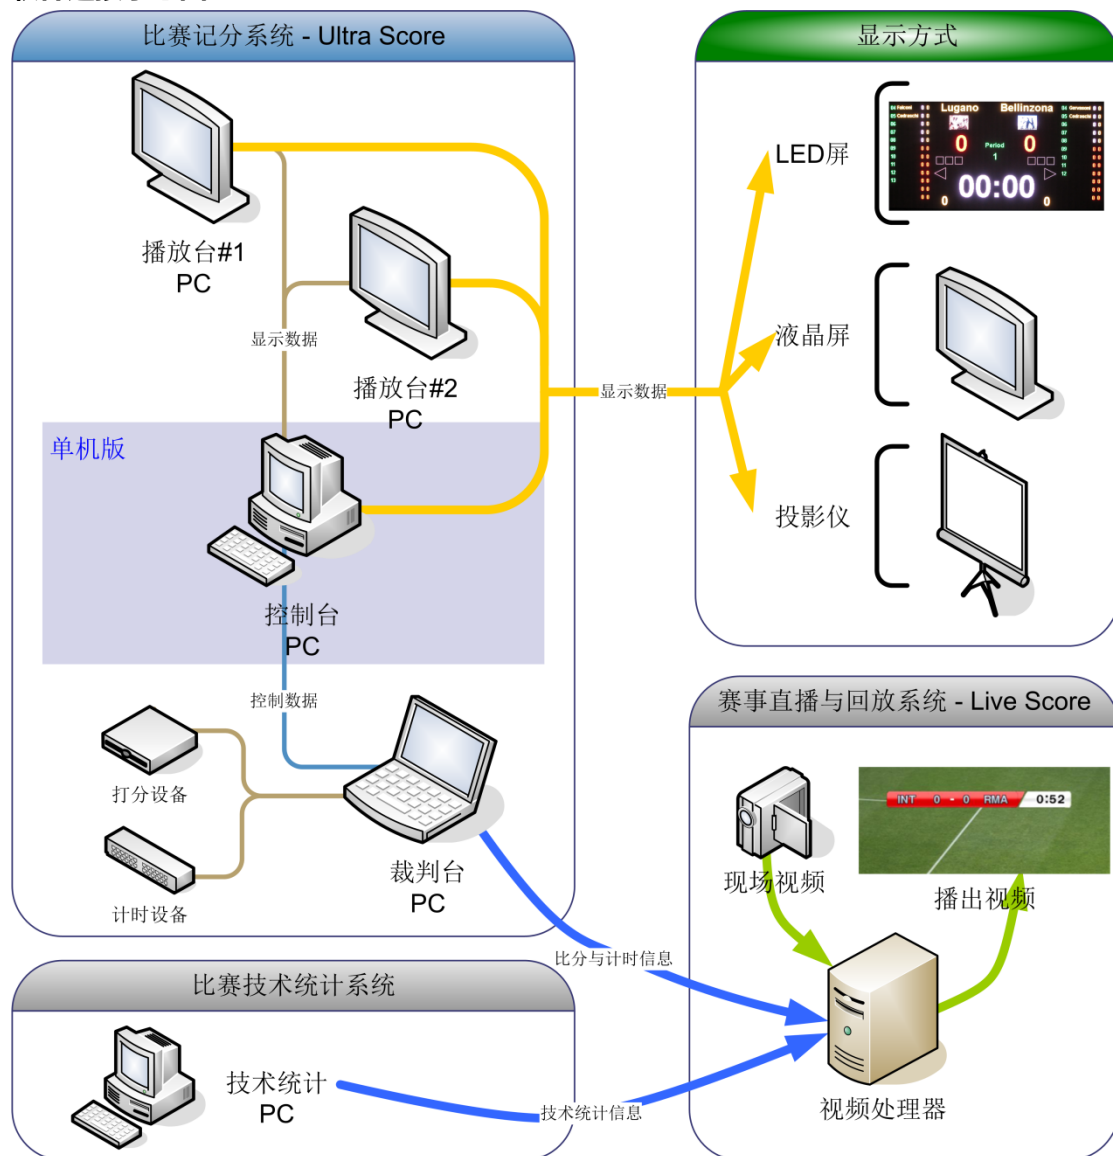 比赛记分系统 - Ultra Score
显示方式
播放台#1
PC
播放台#2
PC
显示数据
显示数据
LED屏
Lugano
Bellinzona
0
0
Period
1
00:00
0
0
液晶屏
投影仪
单机版
控制台
PC
控制数据
打分设备
计时设备
裁判台
PC
赛事直播与回放系统 - Live Score
现场视频
INT 0 - 0 RMA 0:52
播出视频
比分与计时信息
视频处理器
比赛技术统计系统
技术统计
PC
技术统计信息